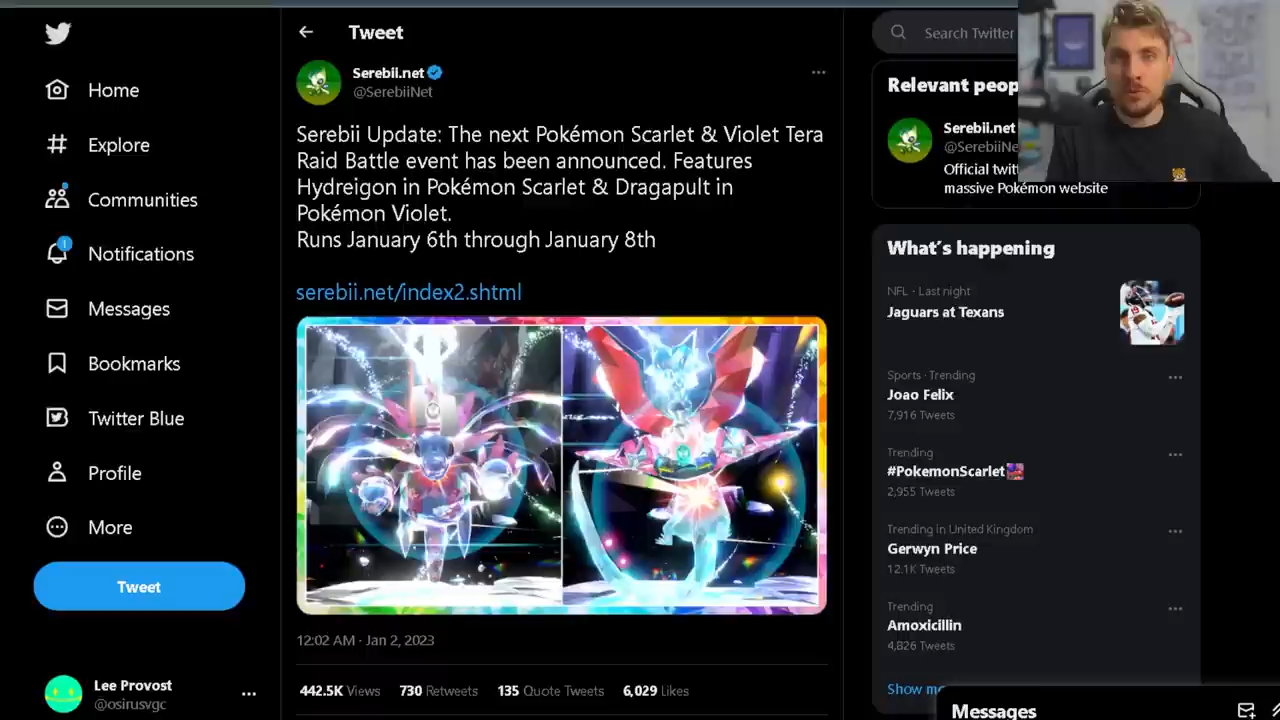 Home
Explore
Communities
1
Notifications
Messages
Bookmarks
Twitter Blue
Profile
More
Tweet
Lee Provost
@osirusvgc
Tweet
Serebii.net
@SerebiiNet
Serebii Update: The next Pokémon Scarlet & Violet Tera
Raid Battle event has been announced. Features
Hydreigon in Pokémon Scarlet & Dragapult in
Pokémon Violet.
Runs January 6th through January 8th
serebii.net/index2.shtml
12:02 AM · Jan 2, 2023
442.5K Views 730 Retweets 135 Quote Tweets 6,029 Likes
Search Twitter
Relevant peop
Serebii.net
@SerebiiNe
Official twit
massive Pokémon website
What's happening
NFL · Last night
Jaguars at Texans
Sports · Trending
Joao Felix
7,916 Tweets
Trending
#PokemonScarlet
2,955 Tweets
Trending in United Kingdom
Gerwyn Price
12.1K Tweets
Trending
Amoxicillin
4,826 Tweets
Show mo
Messages